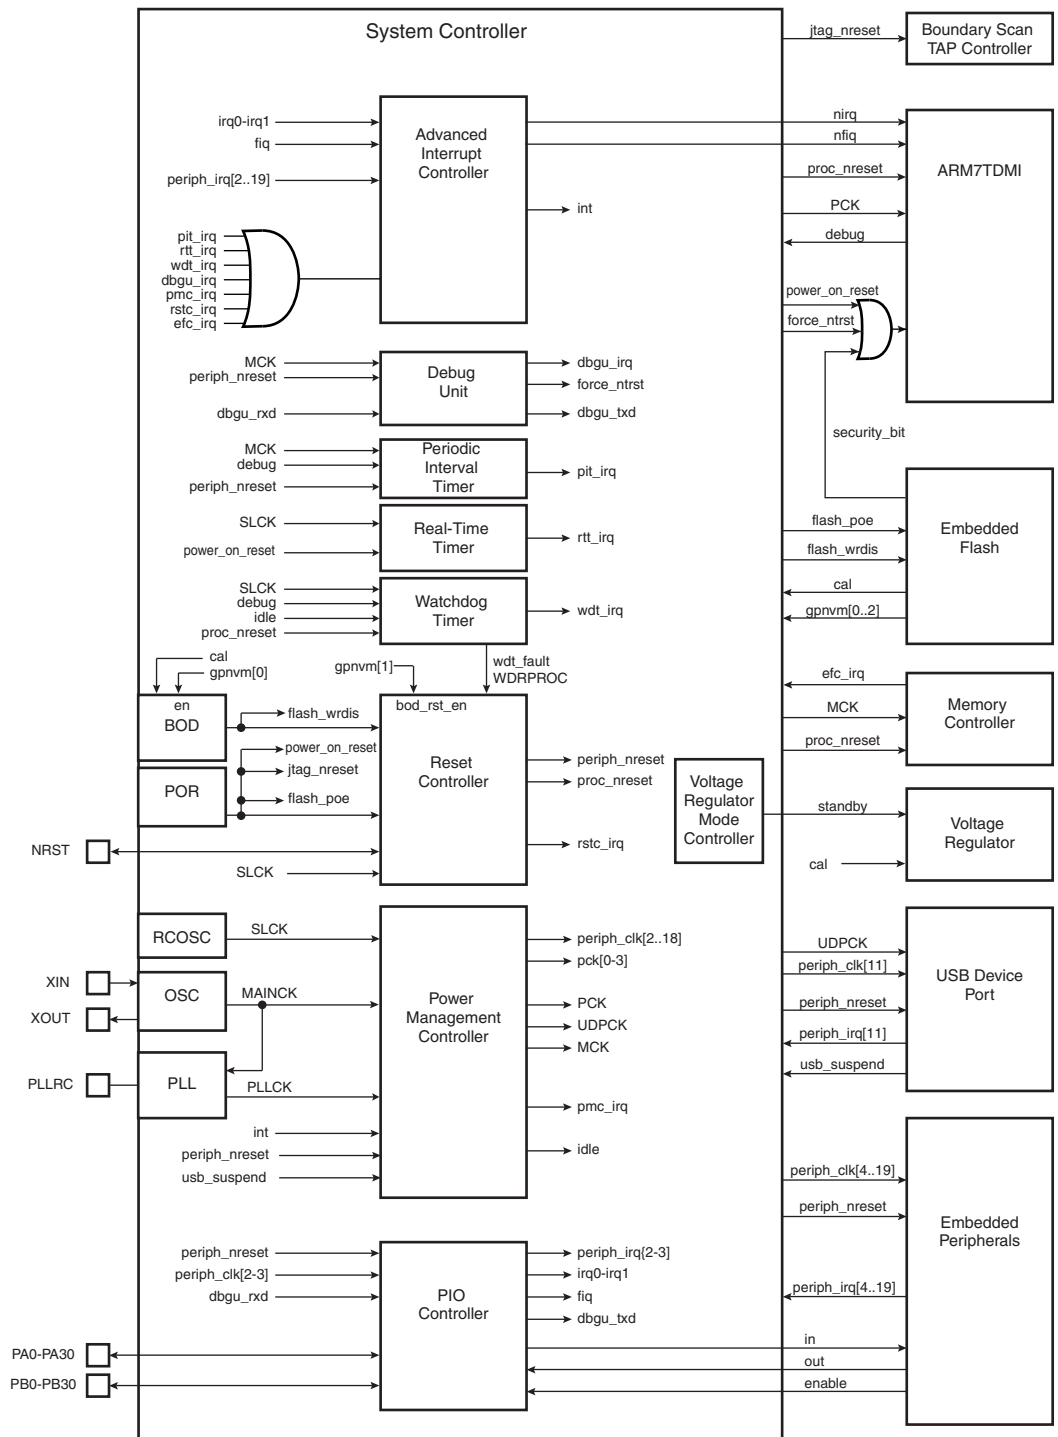 System Controller
jtag_nreset
Boundary Scan
TAP Controller
irq0-irq1
fiq
periph_irq[2..19]
Advanced
Interrupt
Controller
int
nirq
nfiq
proc_nreset
PCK
debug
ARM7TDMI
pit_irq
rtt_irq
wdt_irq
dbgu_irq
pmc_irq
rstc_irq
efc_irq
power_on_reset
force_ntrst
security_bit
MCK
periph_nreset
dbgu_rxd
Debug
Unit
dbgu_irq
force_ntrst
dbgu_txd
MCK
debug
periph_nreset
Periodic
Interval
Timer
pit_irq
SLCK
power_on_reset
Real-Time
Timer
rtt_irq
flash_poe
flash_wrdis
cal
gpnvm[0..2]
Embedded
Flash
SLCK
debug
idle
proc_nreset
Watchdog
Timer
wdt_irq
cal
gpnvm[0]
gpnvm[1]
wdt_fault
WDRPROC
en
BOD
POR
flash_wrdis
power_on_reset
jtag_nreset
flash_poe
bod_rst_en
Reset
Controller
periph_nreset
proc_nreset
rstc_irq
NRST
SLCK
efc_irq
MCK
proc_nreset
Memory
Controller
Voltage
Regulator
Mode
Controller
standby
cal
Voltage
Regulator
RCOSC
SLCK
XIN
XOUT
OSC
MAINCK
PLLRC
PLL
PLLCK
int
periph_nreset
usb_suspend
Power
Management
Controller
periph_clk[2..18]
pck[0-3]
PCK
UDPCK
MCK
pmc_irq
idle
UDPCK
periph_clk[11]
periph_nreset
periph_irq[11]
usb_suspend
USB Device
Port
periph_nreset
periph_clk[2-3]
dbgu_rxd
PIO
Controller
periph_irq{2-3]
irq0-irq1
fiq
dbgu_txd
PA0-PA30
PB0-PB30
periph_clk[4..19]
periph_nreset
periph_irq[4..19]
in
out
enable
Embedded
Peripherals